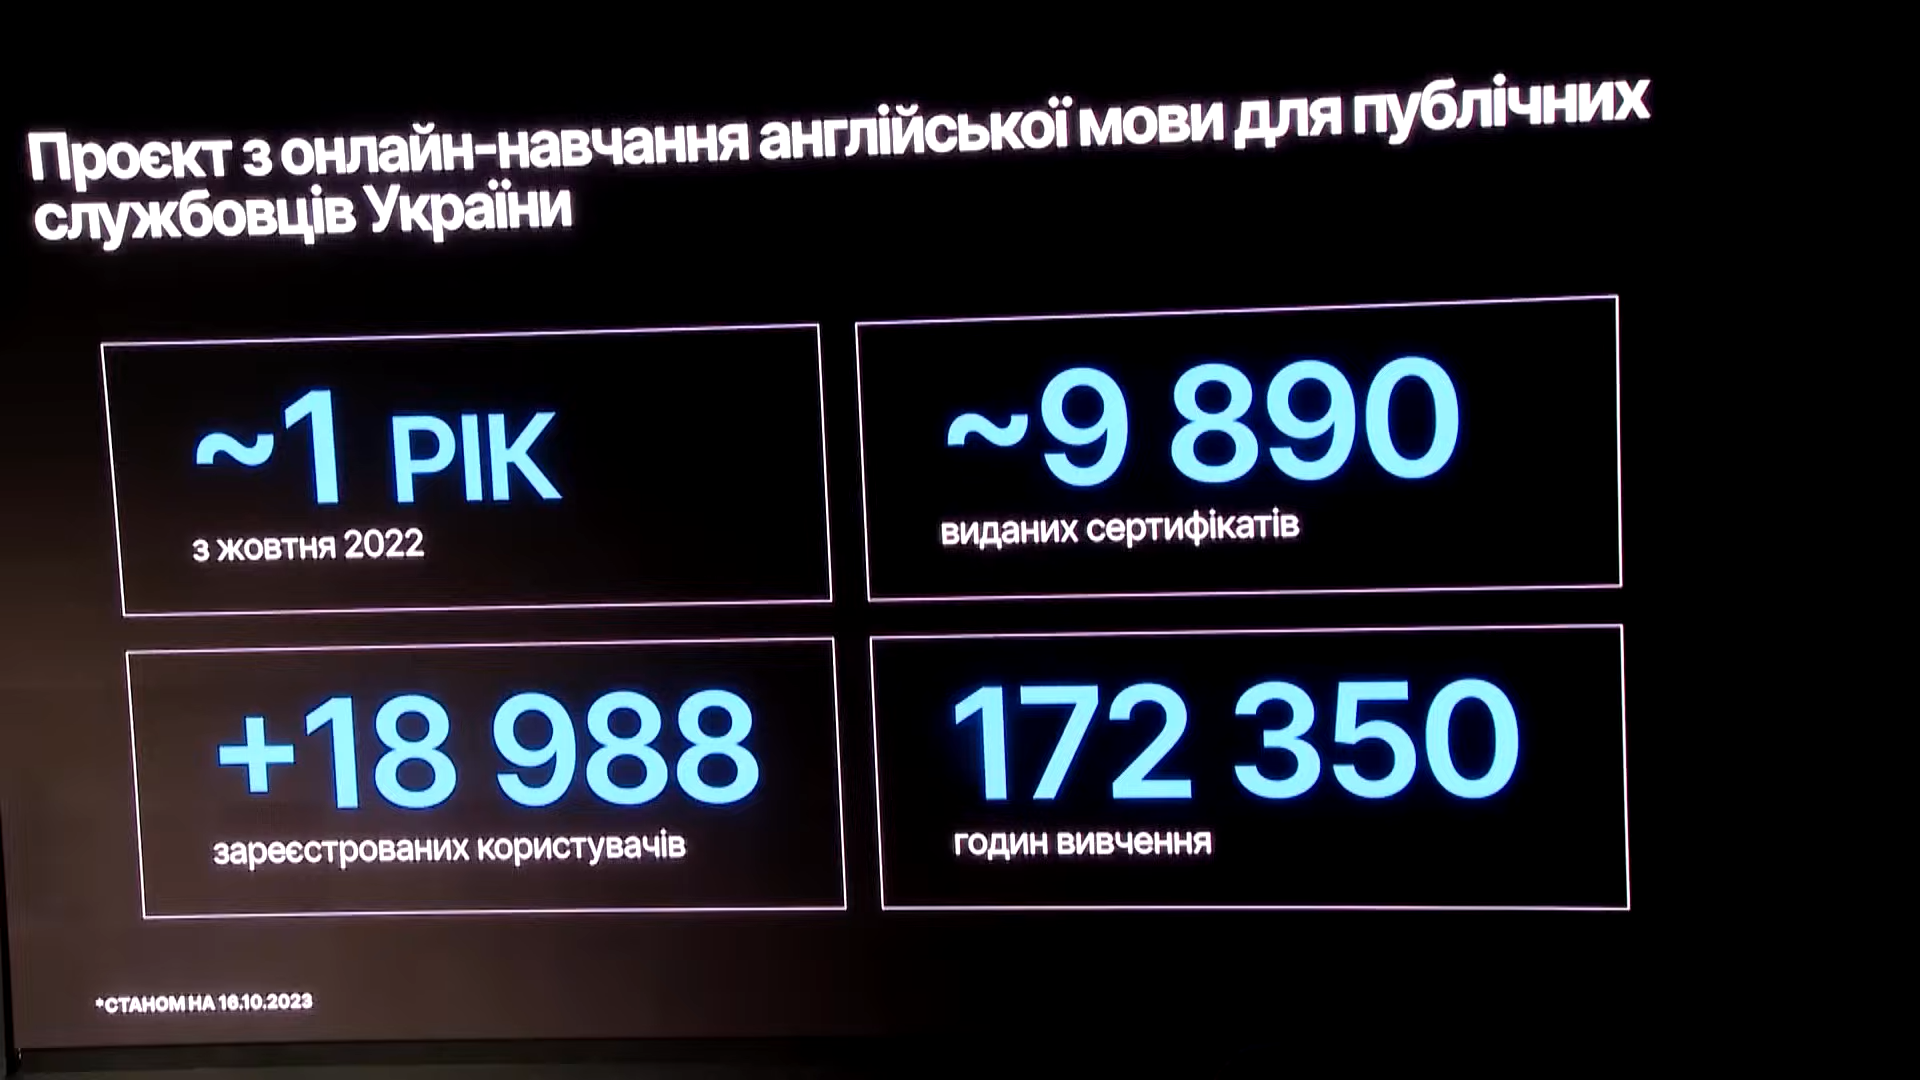 Проєкт з онлайн-навчання англійської мови для публічних
службовців України
~1 РІК
з жовтня 2022
~9 890
виданих сертифікатів
+18 988
зареєстрованих користувачів
172 350
годин вивчення
*СТАНОМ НА 16.10.2023